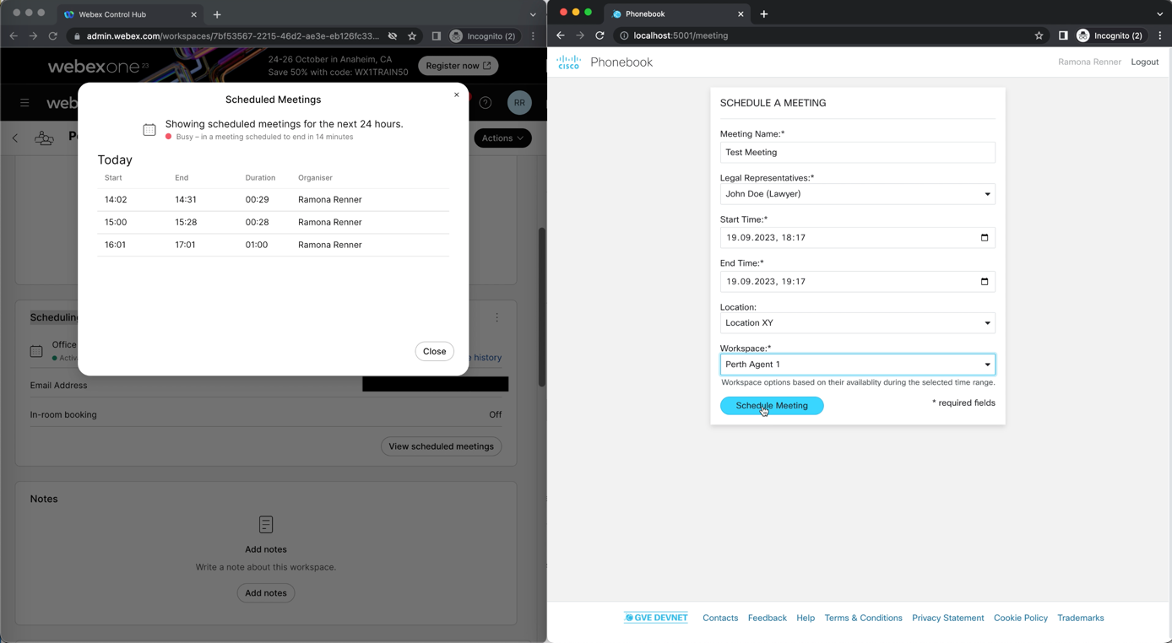 Webex Control Hub
admin.webex.com/workspaces/7bf53567-2215-46d2-ae3e-eb126fc33...
Incognito (2)
webexone23
24-26 October in Anaheim, CA
Save 50% with code: WX1TRAIN50
Register now
web
RR
Actions
Scheduled Meetings
Showing scheduled meetings for the next 24 hours.
Busy – in a meeting scheduled to end in 14 minutes
Today
Start End Duration Organiser
14:02 14:31 00:29 Ramona Renner
15:00 15:28 00:28 Ramona Renner
16:01 17:01 01:00 Ramona Renner
Close
Scheduling
Office
Activ
e history
Email Address
In-room booking Off
View scheduled meetings
Notes
Add notes
Write a note about this workspace.
Add notes
Phonebook
localhost:5001/meeting
Incognito (2)
CISCO Phonebook
Ramona Renner Logout
SCHEDULE A MEETING
Meeting Name:*
Test Meeting
Legal Representatives:*
John Doe (Lawyer)
Start Time:*
19.09.2023, 18:17
End Time:*
19.09.2023, 19:17
Location:
Location XY
Workspace:*
Perth Agent 1
Workspace options based on their availablity during the selected time range.
Schedule Meeting
* required fields
GVE DEVNET Contacts Feedback Help Terms & Conditions Privacy Statement Cookie Policy Trademarks